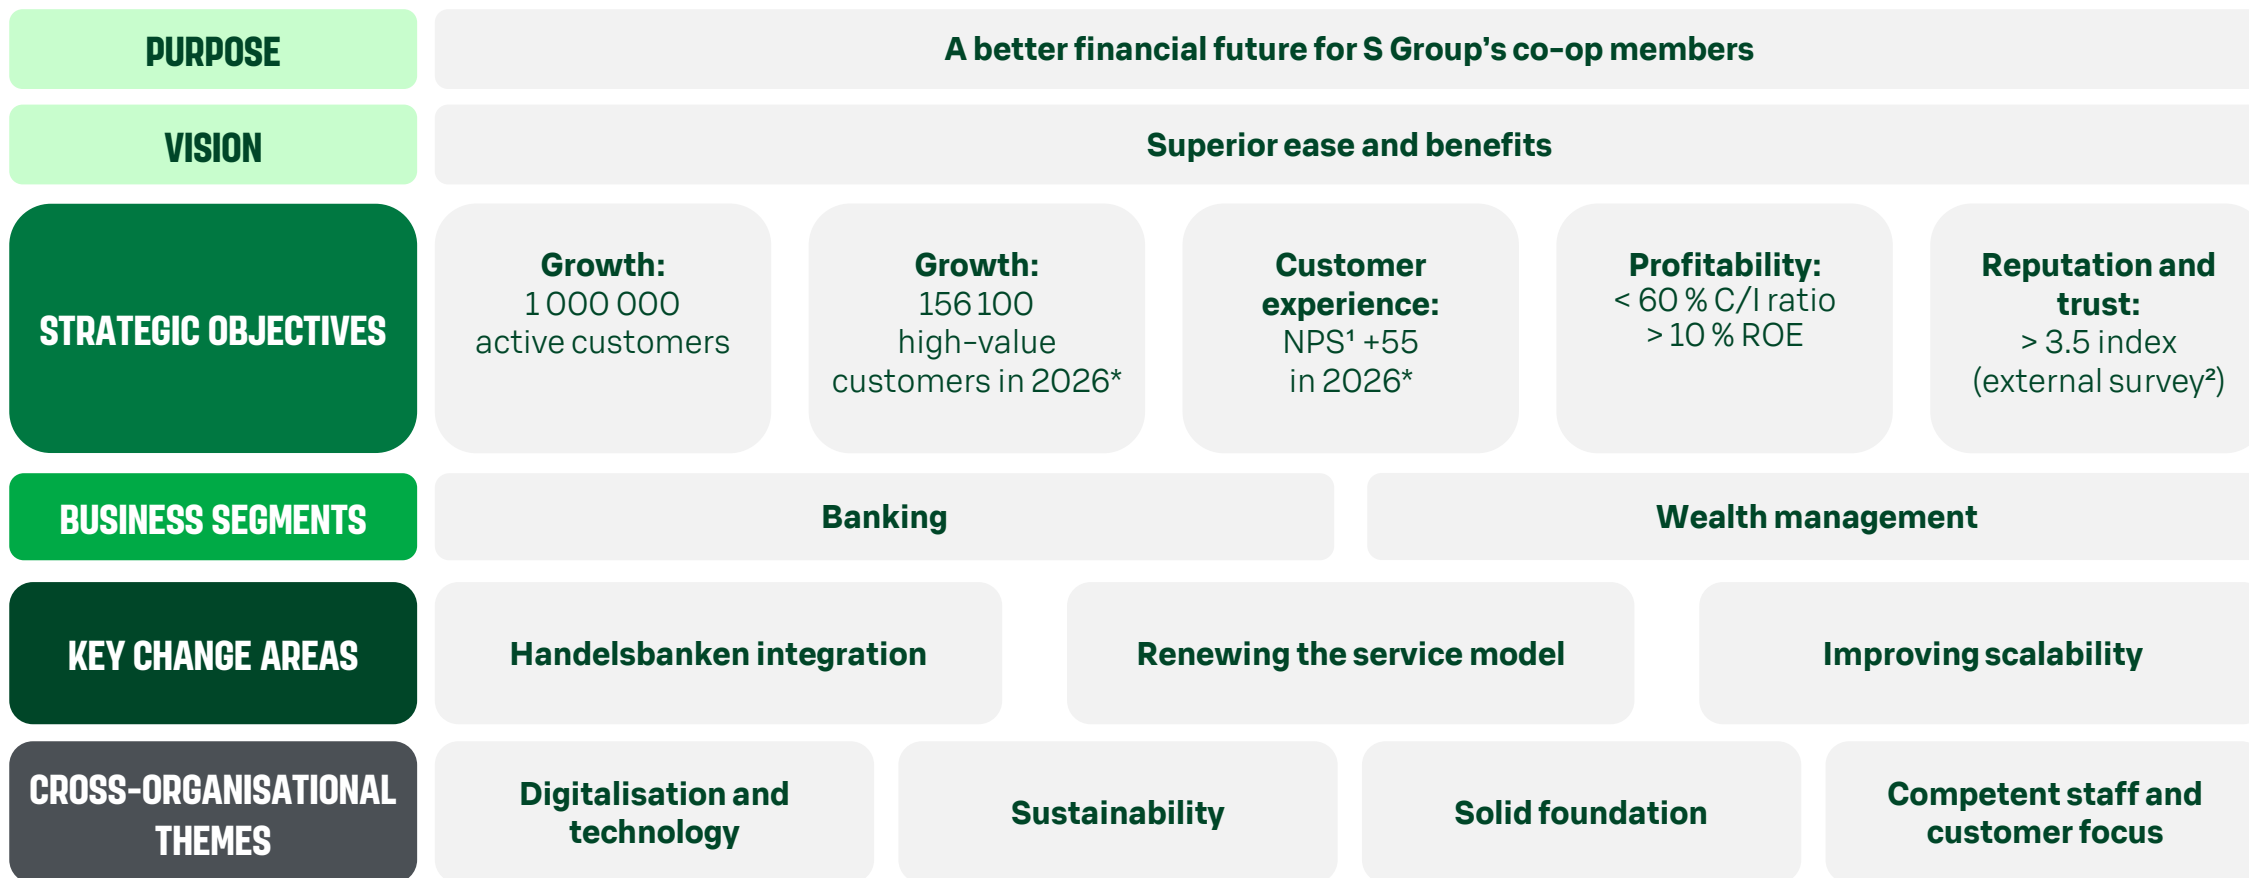 PURPOSE
A better financial future for S Group’s co-op members
VISION
Superior ease and benefits
STRATEGIC OBJECTIVES
Growth:
1 000 000
active customers
Growth:
156 100
high-value
customers in 2026*
Customer
experience:
NPS¹ +55
in 2026*
Profitability:
< 60 % C/I ratio
> 10 % ROE
Reputation and
trust:
> 3.5 index
(external survey²)
BUSINESS SEGMENTS
Banking
Wealth management
KEY CHANGE AREAS
Handelsbanken integration
Renewing the service model
Improving scalability
CROSS-ORGANISATIONAL
THEMES
Digitalisation and
technology
Sustainability
Solid foundation
Competent staff and
customer focus